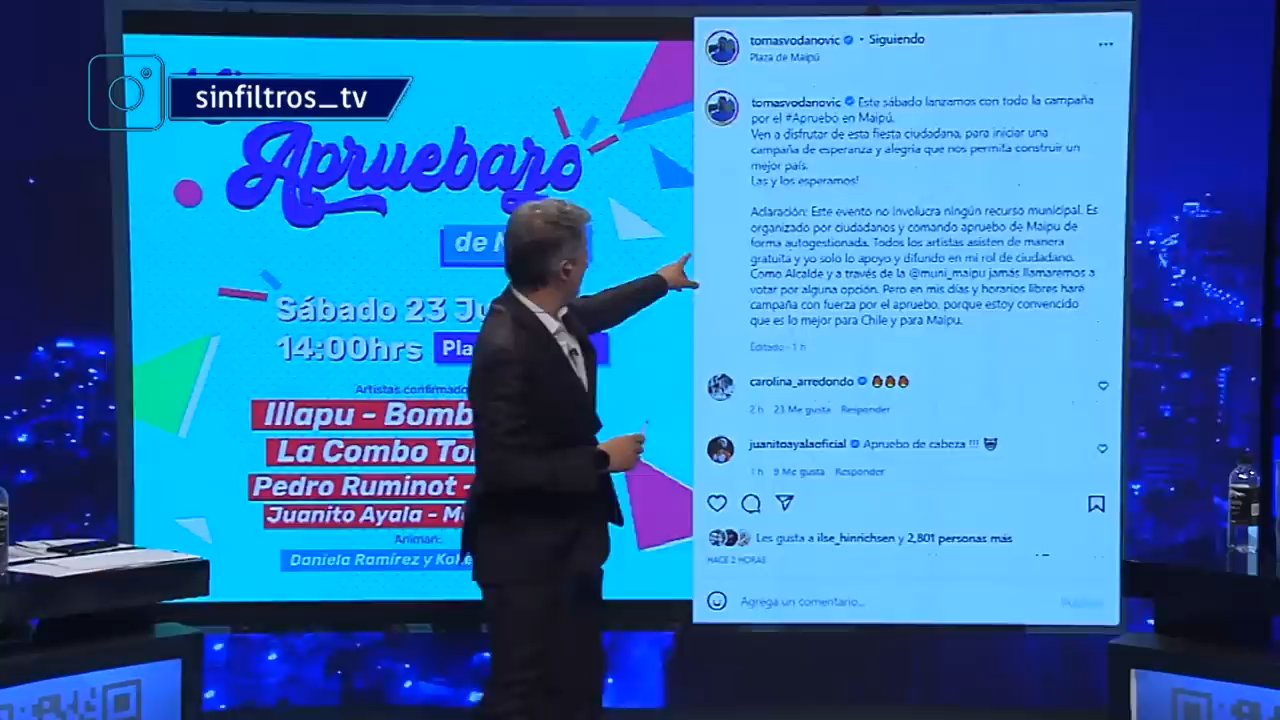 sinfiltros_tv
Apruebazo
de M
Sábado 23 Ju
14:00hrs Pla
Artistas confirmado
Illapu - Bomb
La Combo To
Pedro Ruminot -
Juanito Ayala - M
Animan:
Daniela Ramírez y Ko
tomasvodanovic • Siguiendo
Plaza de Maipú
tomasvodanovic Este sábado lanzamos con todo la campaña
por el #Apruebo en Maipú.
Ven a disfrutar de esta fiesta ciudadana, para iniciar una
campaña de esperanza y alegria que nos permita construir un
mejor país.
Las y los esperamos!
Aclaración: Este evento no involucra ningún recurso municipal. Es
organizado por ciudadanos y comando apruebo de Maipu de
forma autogestionada. Todos los artistas asisten de manera
gratuita y yo solo lo apoyo y difundo en mi rol de ciudadano.
Como Alcalde y a través de la @muni_maipu jamás llamaremos a
votar por alguna opción. Pero en mis días y horarios libres haré
campaña con fuerza por el apruebo, porque estoy convencido
que es lo mejor para Chile y para Maipu.
Editado · 1 h
carolina_arredondo 🔥🔥🔥
2 h 23 Me gusta Responder
juanitoayalaoficial Apruebo de cabeza !!!
1 h 9 Me gusta Responder
Les gusta a ilse_hinrichsen y 2,801 personas más
HACE 2 HORAS
Agrega un comentario...
Publicar